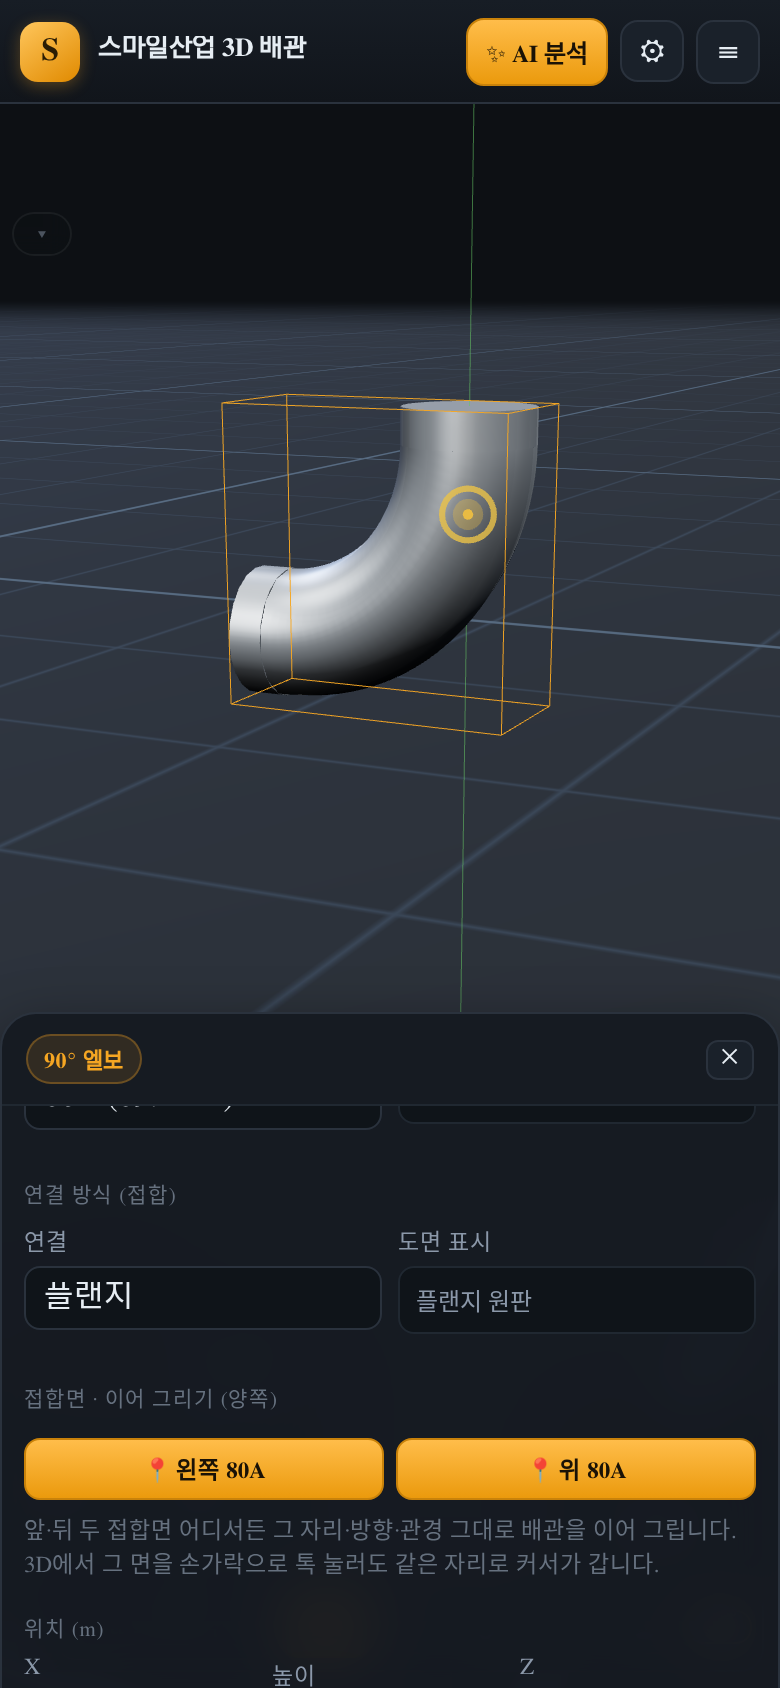 S
스마일산업 3D 배관
✨ AI 분석
90° 엘보
연결 방식 (접합)
연결
도면 표시
플랜지
플랜지 원판
접합면 · 이어 그리기 (양쪽)
📍 왼쪽 80A
📍 위 80A
앞·뒤 두 접합면 어디서든 그 자리·방향·관경 그대로 배관을 이어 그립니다.
3D에서 그 면을 손가락으로 톡 눌러도 같은 자리로 커서가 갑니다.
위치 (m)
X
높이
Z